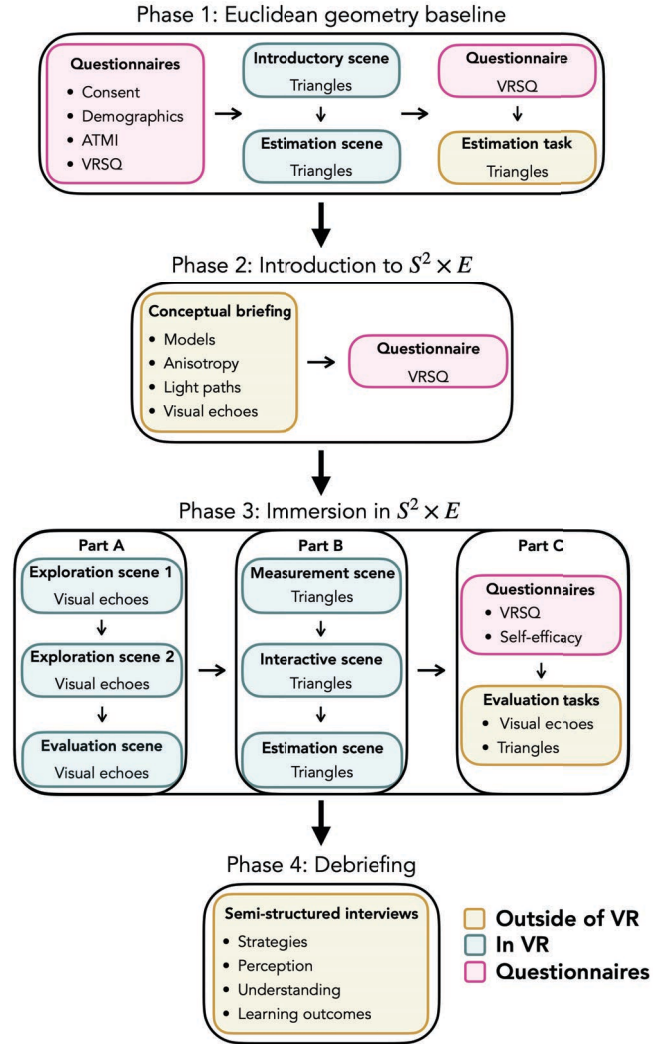 Phase 1: Euclidean geometry baseline
Questionnaires
• Consent
• Demographics
• ATMI
• VRSQ
Introductory scene
Triangles
Estimation scene
Triangles
Questionnaire
VRSQ
Estimation task
Triangles
Phase 2: Introduction to S² × E
Conceptual briefing
• Models
• Anisotropy
• Light paths
• Visual echoes
Questionnaire
VRSQ
Phase 3: Immersion in S² × E
Part A
Exploration scene 1
Visual echoes
Exploration scene 2
Visual echoes
Evaluation scene
Visual echoes
Part B
Measurement scene
Triangles
Interactive scene
Triangles
Estimation scene
Triangles
Part C
Questionnaires
• VRSQ
• Self-efficacy
Evaluation tasks
• Visual echoes
• Triangles
Phase 4: Debriefing
Semi-structured interviews
• Strategies
• Perception
• Understanding
• Learning outcomes
Outside of VR
In VR
Questionnaires